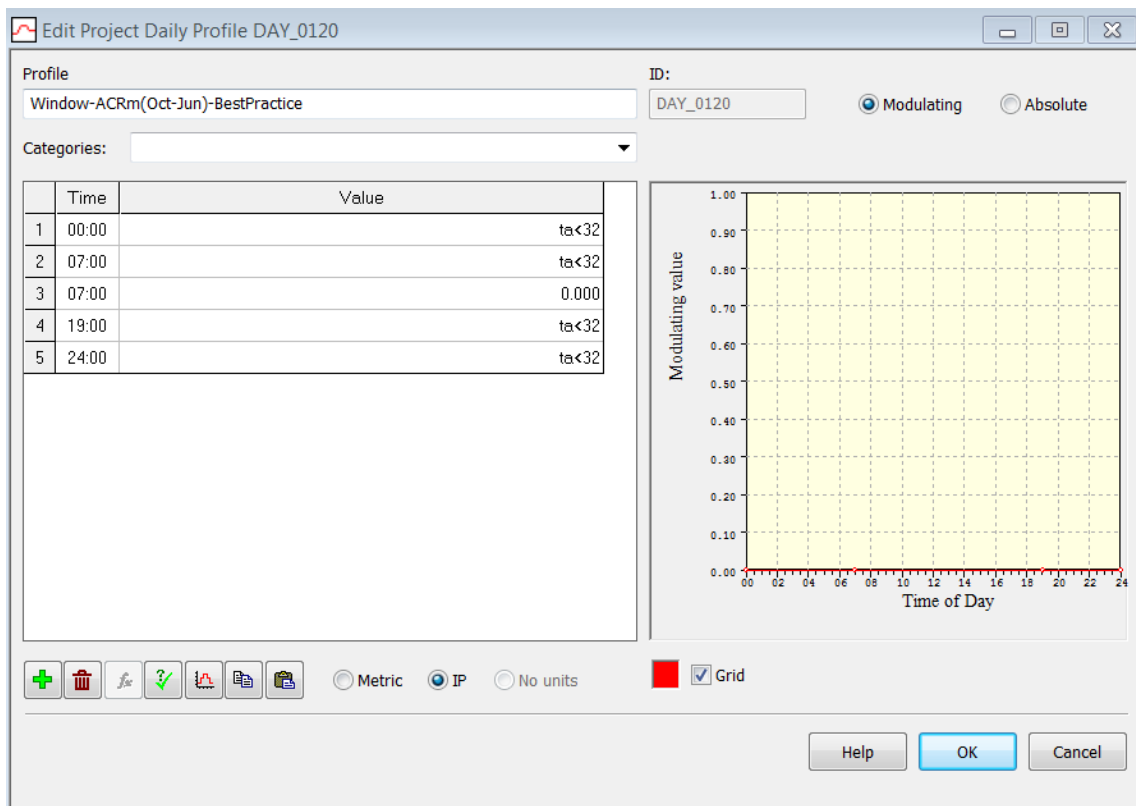 Edit Project Daily Profile DAY_0120
Profile
ID:
Window-ACRm(Oct-Jun)-BestPractice
DAY_0120
Modulating
Absolute
Categories:
Time Value
1 00:00 ta<32
2 07:00 ta<32
3 07:00 0.000
4 19:00 ta<32
5 24:00 ta<32
Modulating value
1.00
0.90
0.80
0.70
0.60
0.50
0.40
0.30
0.20
0.10
0.00
00 02 04 06 08 10 12 14 16 18 20 22 24
Time of Day
fx
?
Metric
IP
No units
Grid
Help
OK
Cancel